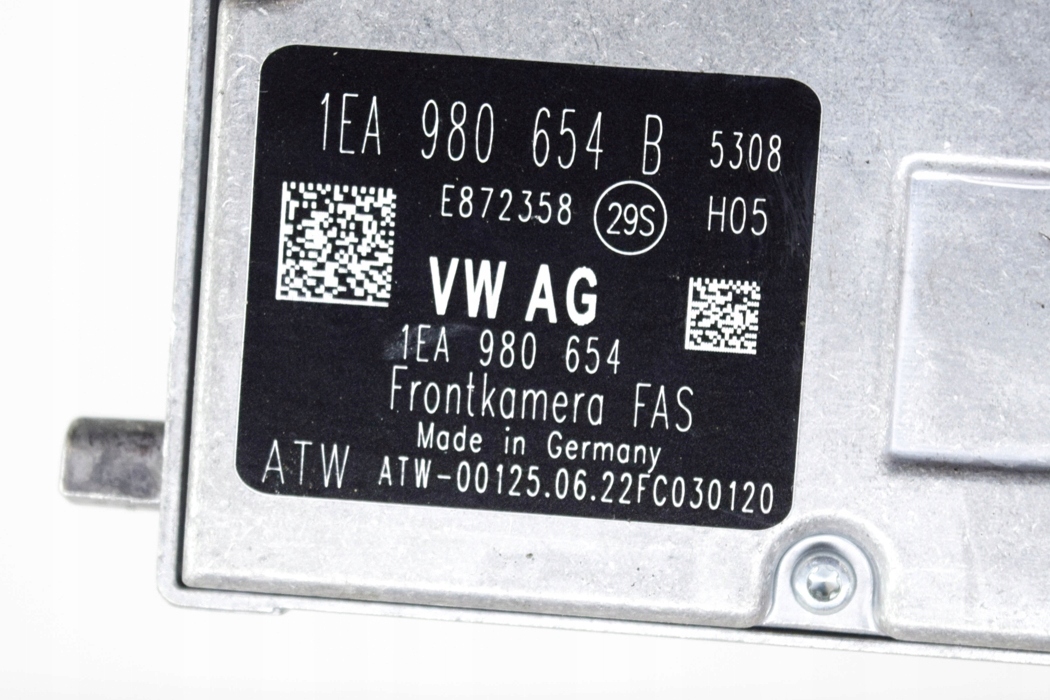 1EA 980 654 B 5308
E872358 29S H05
VW AG
1EA 980 654
Frontkamera FAS
Made in Germany
ATW ATW-00125.06.22FC030120